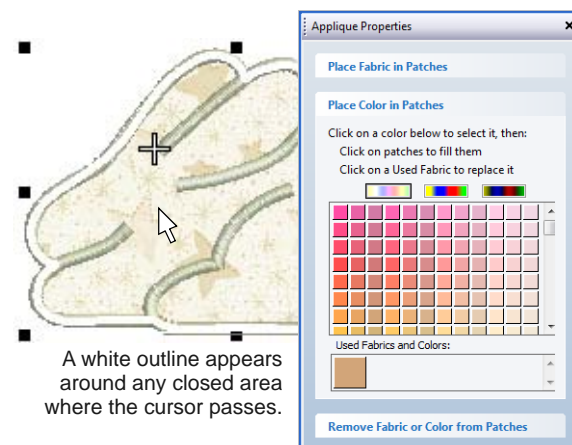 Applique Properties
Place Fabric in Patches
Place Color in Patches
Click on a color below to select it, then:
Click on patches to fill them
Click on a Used Fabric to replace it
Used Fabrics and Colors:
Remove Fabric or Color from Patches
A white outline appears
around any closed area
where the cursor passes.